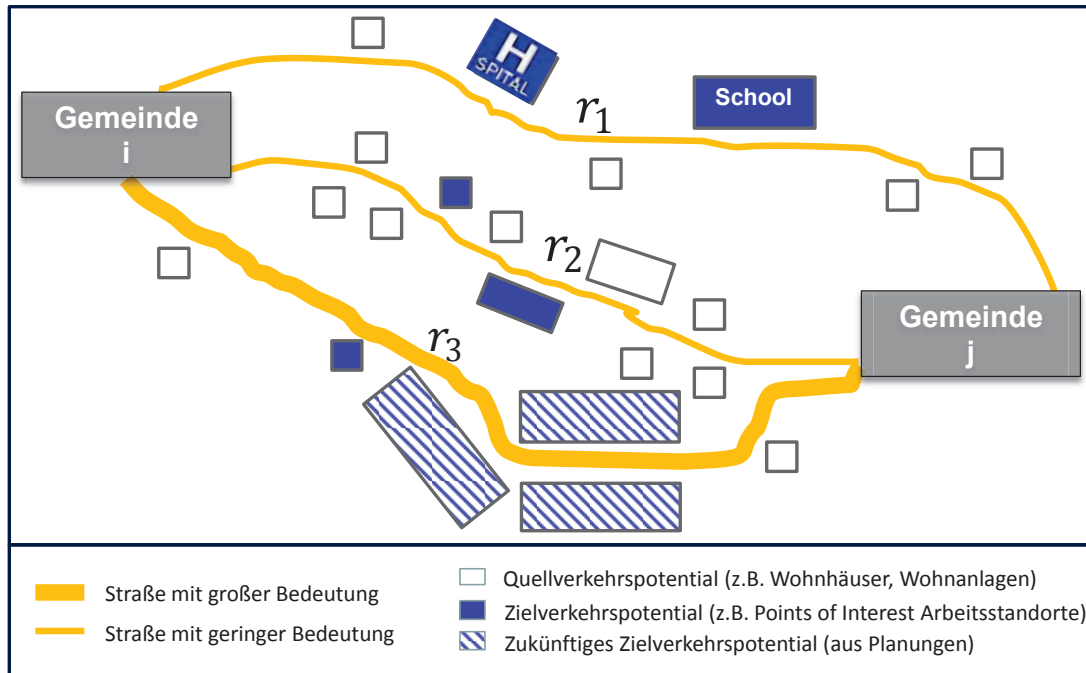 H
SPITAL
r₁
School
Gemeinde
i
r₂
Gemeinde
j
r₃
Straße mit großer Bedeutung
Straße mit geringer Bedeutung
Quellverkehrspotential (z.B. Wohnhäuser, Wohnanlagen)
Zielverkehrspotential (z.B. Points of Interest Arbeitsstandorte)
Zukünftiges Zielverkehrspotential (aus Planungen)